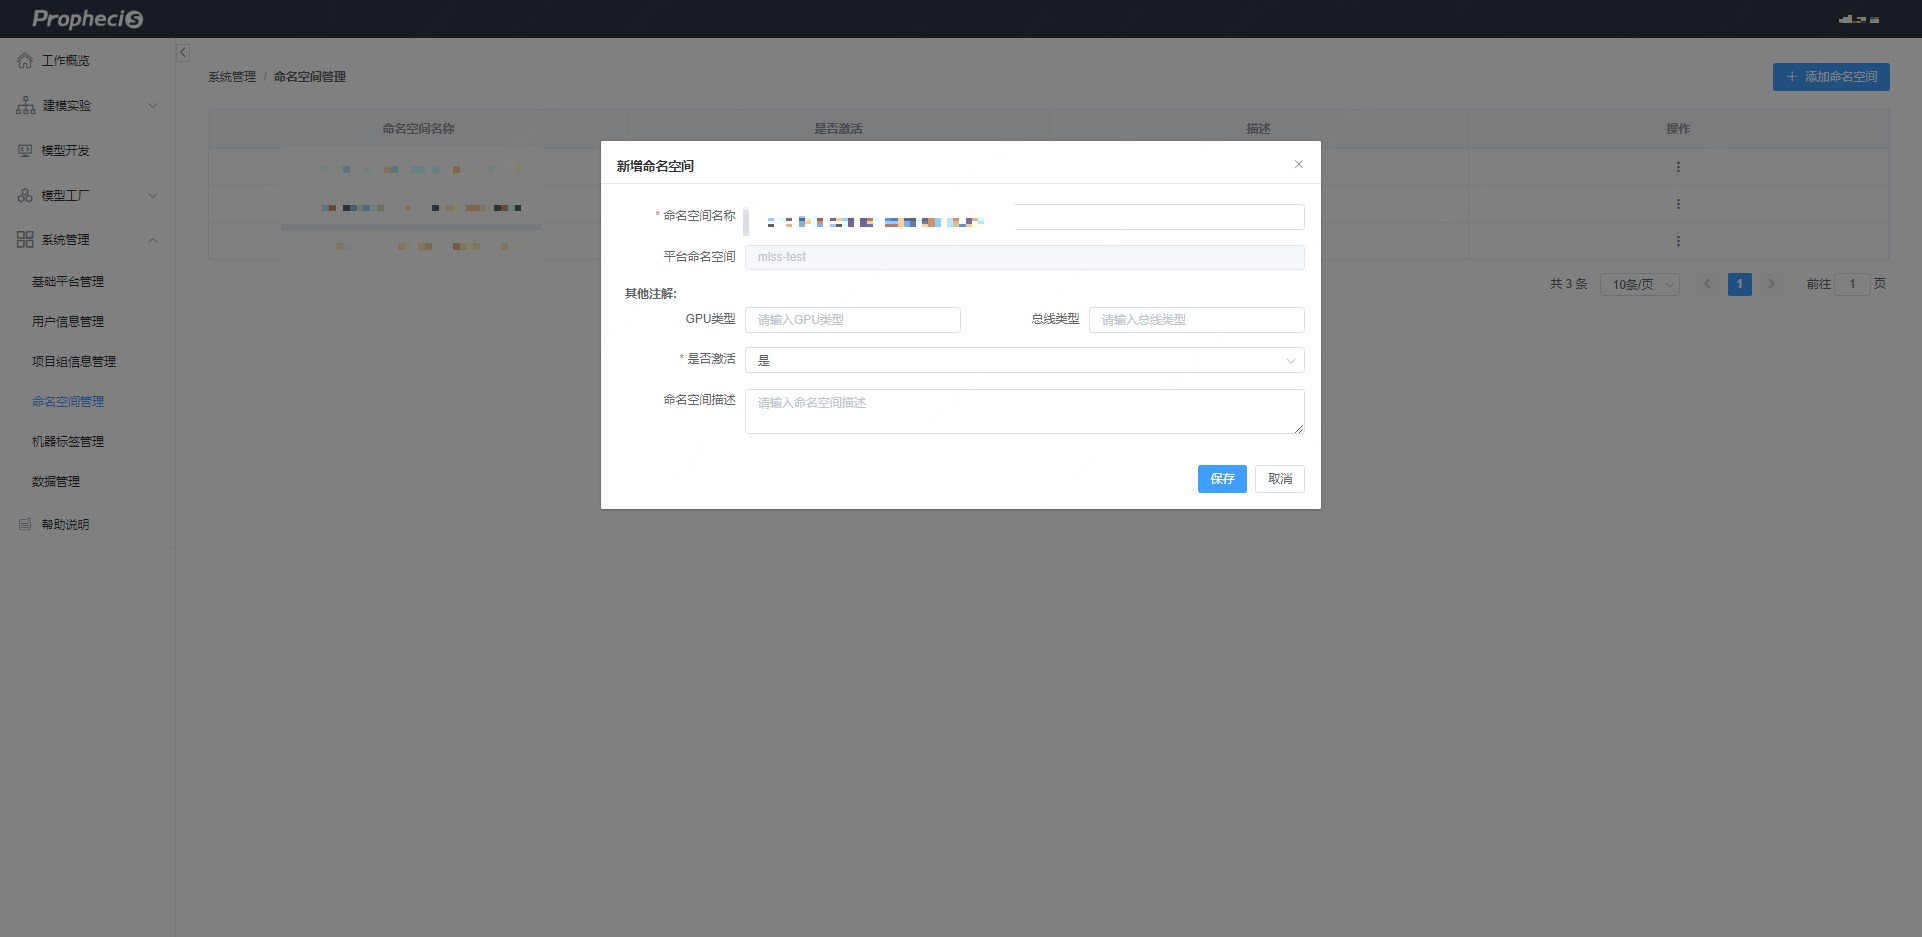 Prophecis
工作概览
建模实验
模型开发
模型工厂
系统管理
基础平台管理
用户信息管理
项目组信息管理
命名空间管理
机器标签管理
数据管理
帮助说明
系统管理 / 命名空间管理
+ 添加命名空间
命名空间名称 是否激活 描述 操作
新增命名空间
* 命名空间名称
平台命名空间 mlss-test
其他注解:
GPU类型 请输入GPU类型 总线类型 请输入总线类型
* 是否激活 是
命名空间描述 请输入命名空间描述
保存 取消
共 3 条 10条/页 1 前往 1 页